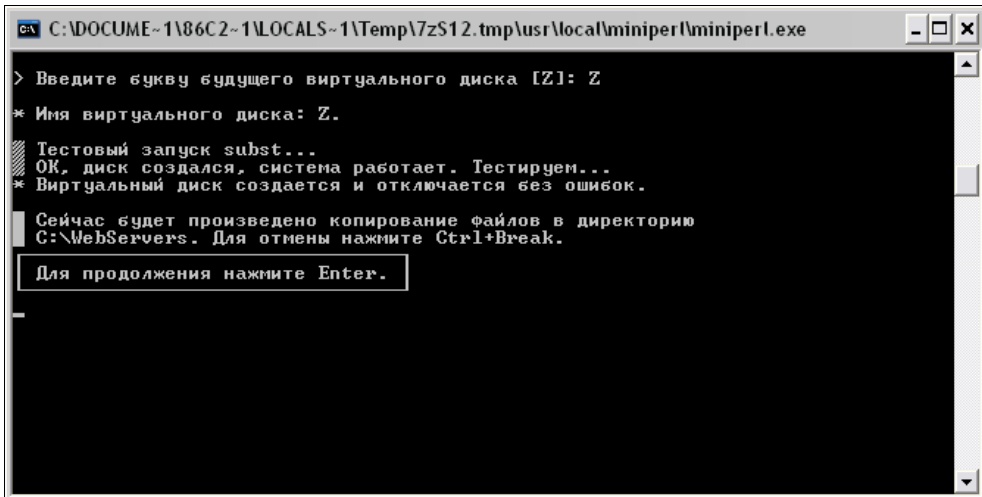 C:\DOCUME~1\86C2~1\LOCALS~1\Temp\7zS12.tmp\usr\local\miniperl\miniperl.exe
> Введите букву будущего виртуального диска [Z]: Z
* Имя виртуального диска: Z.
Тестовый запуск subst...
OK, диск создался, система работает. Тестируем...
* Виртуальный диск создается и отключается без ошибок.
Сейчас будет произведено копирование файлов в директорию
C:\WebServers. Для отмены нажмите Ctrl+Break.
Для продолжения нажмите Enter.